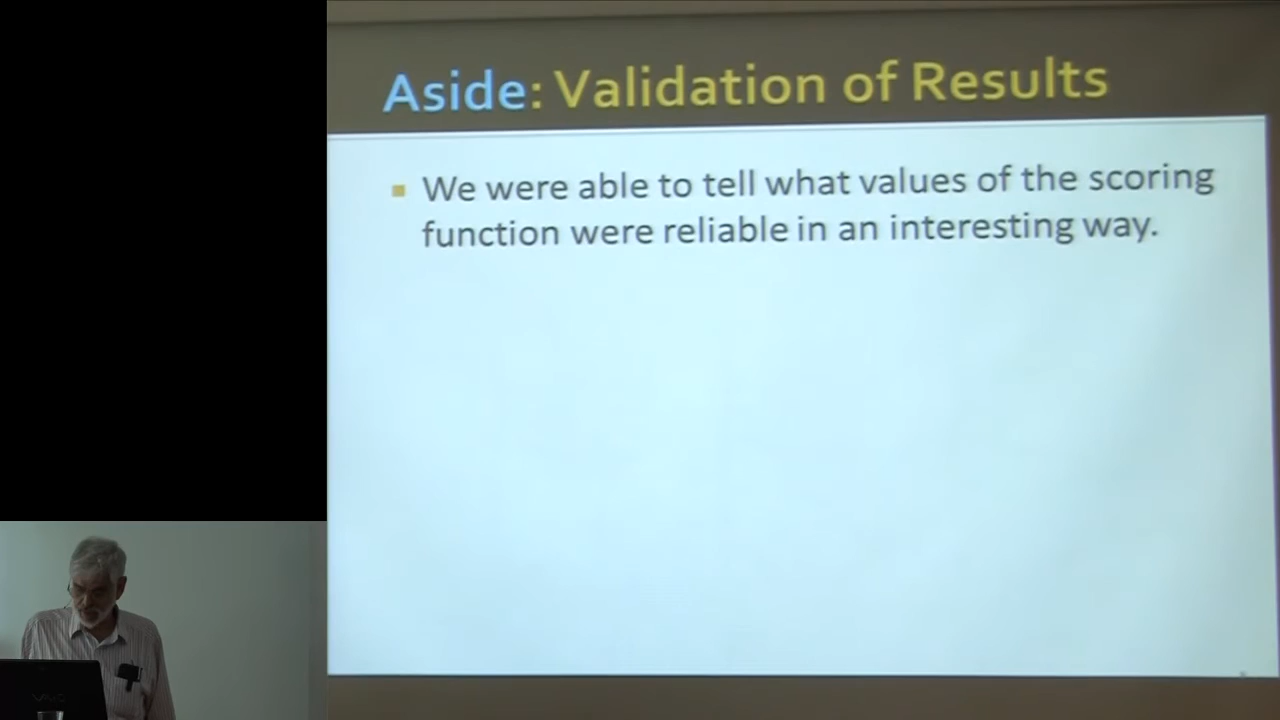 Aside: Validation of Results
We were able to tell what values of the scoring
function were reliable in an interesting way.
VAIO